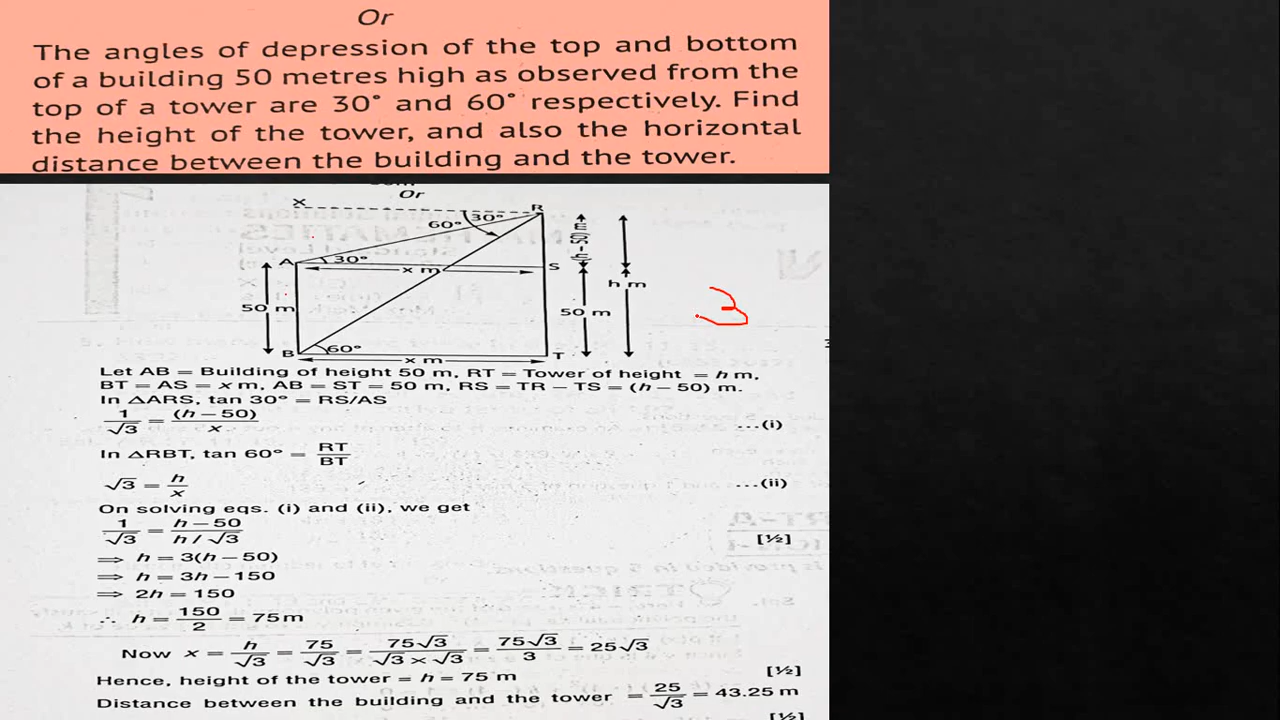 Or
The angles of depression of the top and bottom
of a building 50 metres high as observed from the
top of a tower are 30° and 60° respectively. Find
the height of the tower, and also the horizontal
distance between the building and the tower.
Or
X
R
60°
30°
(h–50) m
A
30°
x m
S
h m
50 m
50 m
3
B
60°
x m
T
Let AB = Building of height 50 m, RT = Tower of height = h m,
BT = AS = x m, AB = ST = 50 m, RS = TR − TS = (h − 50) m.
In ΔARS, tan 30° = RS/AS
1/√3 = (h − 50)/x ...(i)
In ΔRBT, tan 60° = RT/BT
√3 = h/x ...(ii)
On solving eqs. (i) and (ii), we get
1/√3 = h − 50/h / √3 [½]
⇒ h = 3(h − 50)
⇒ h = 3h − 150
⇒ 2h = 150
∴ h = 150/2 = 75 m
Now x = h/√3 = 75/√3 = 75√3/√3 × √3 = 75√3/3 = 25√3
[½]
Hence, height of the tower = h = 75 m
Distance between the building and the tower = 25/√3 = 43.25 m
[½]